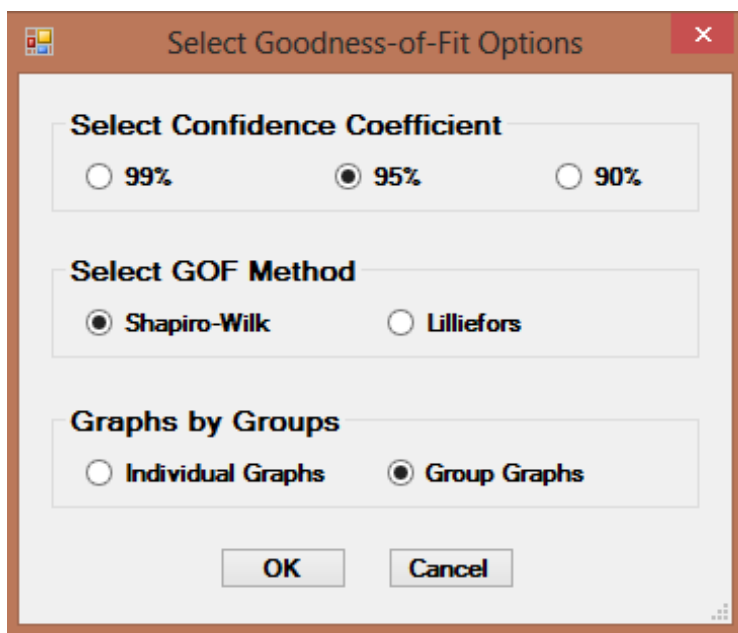 Select Goodness-of-Fit Options
Select Confidence Coefficient
99% 95% 90%
Select GOF Method
Shapiro-Wilk Lilliefors
Graphs by Groups
Individual Graphs Group Graphs
OK Cancel